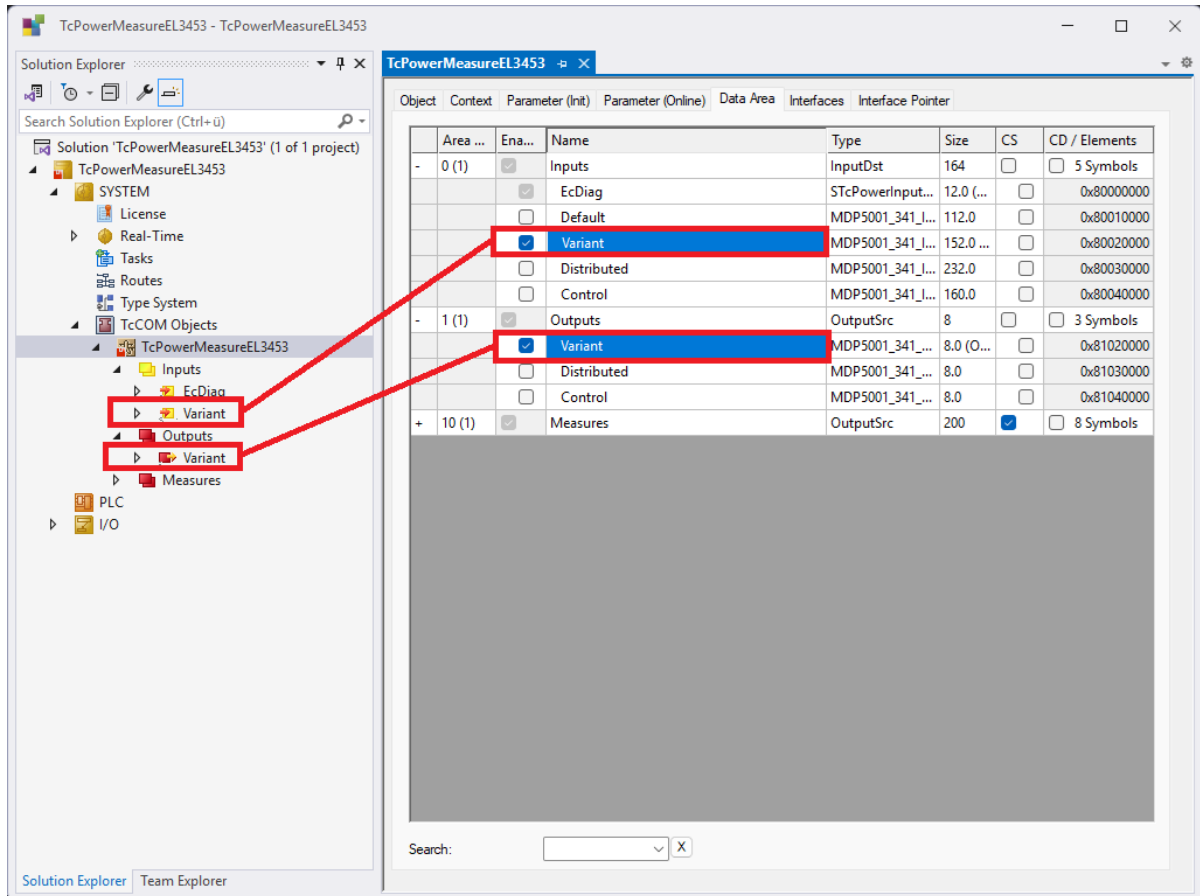 TcPowerMeasureEL3453 - TcPowerMeasureEL3453
Solution Explorer
Search Solution Explorer (Ctrl+ü)
Solution 'TcPowerMeasureEL3453' (1 of 1 project)
TcPowerMeasureEL3453
SYSTEM
License
Real-Time
Tasks
Routes
Type System
TcCOM Objects
TcPowerMeasureEL3453
Inputs
EcDiag
Variant
Outputs
Variant
Measures
PLC
I/O
Solution Explorer Team Explorer
TcPowerMeasureEL3453
Object Context Parameter (Init) Parameter (Online) Data Area Interfaces Interface Pointer
Area ... Ena... Name Type Size CS CD / Elements
- 0 (1) Inputs InputDst 164 5 Symbols
EcDiag STcPowerInput... 12.0 (... 0x80000000
Default MDP5001_341_I... 112.0 0x80010000
Variant MDP5001_341_I... 152.0 ... 0x80020000
Distributed MDP5001_341_I... 232.0 0x80030000
Control MDP5001_341_I... 160.0 0x80040000
- 1 (1) Outputs OutputSrc 8 3 Symbols
Variant MDP5001_341_... 8.0 (O... 0x81020000
Distributed MDP5001_341_... 8.0 0x81030000
Control MDP5001_341_... 8.0 0x81040000
+ 10 (1) Measures OutputSrc 200 8 Symbols
Search: X